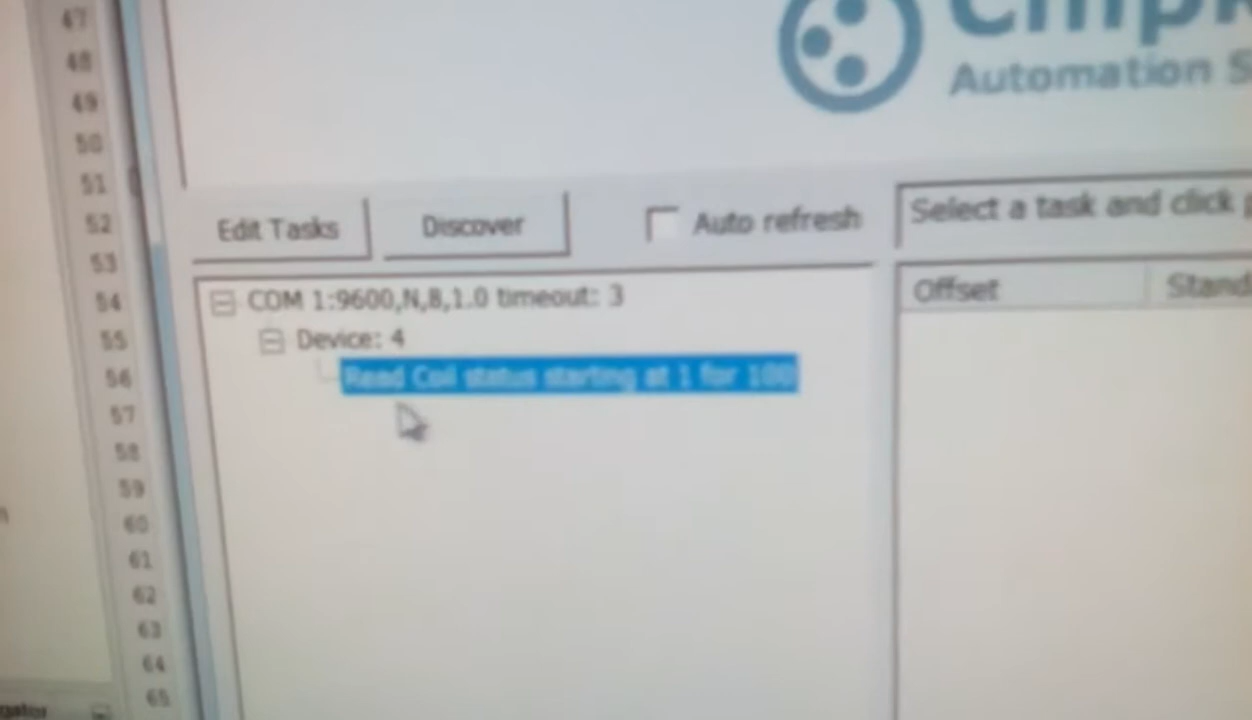 47
48
49
50
51
52
53
54
55
56
57
58
59
60
61
62
63
64
65
Automation
Edit Tasks
Discover
Auto refresh
Select a task and click
COM 1:9600,N,8,1.0 timeout: 3
Offset
Device: 4
Read Coil status starting at 1 for 100